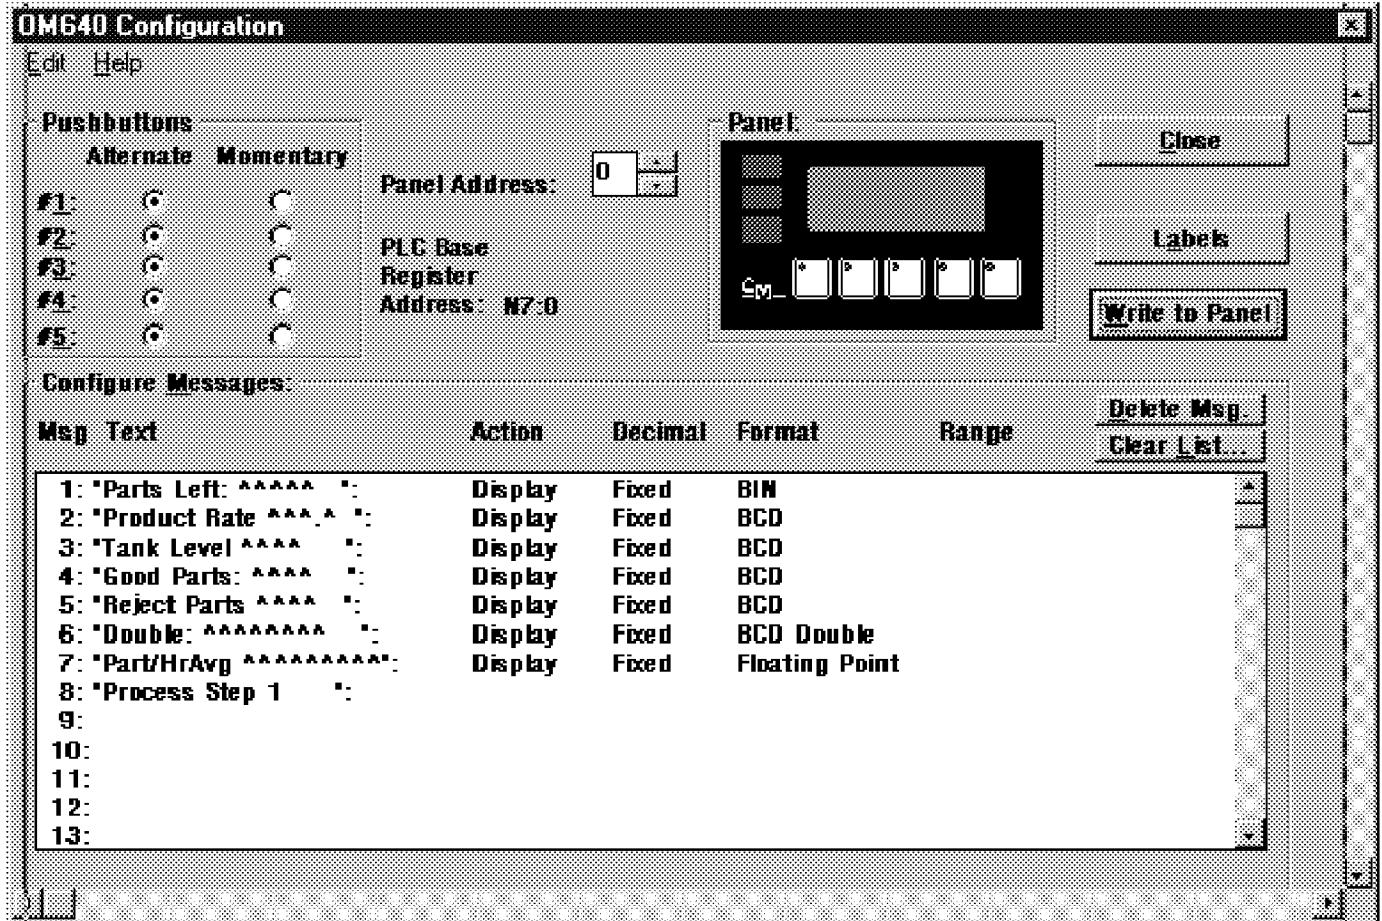 OM640 Configuration
Edit Help
Pushbuttons
Alternate Momentary
#1:
#2:
#3:
#4:
#5:
Panel Address: 0
PLC Base
Register
Address: N7:0
Panel:
CM
Close
Labels
Write to Panel
Configure Messages:
Delete Msg.
Clear List...
Msg Text Action Decimal Format Range
1: "Parts Left: ^^^^^ ": Display Fixed BIN
2: "Product Rate ^^^.^ ": Display Fixed BCD
3: "Tank Level ^^^^ ": Display Fixed BCD
4: "Good Parts: ^^^^ ": Display Fixed BCD
5: "Reject Parts ^^^^ ": Display Fixed BCD
6: "Double: ^^^^^^^^ ": Display Fixed BCD Double
7: "Part/HrAvg ^^^^^^^^^": Display Fixed Floating Point
8: "Process Step 1 ":
9:
10:
11:
12:
13: